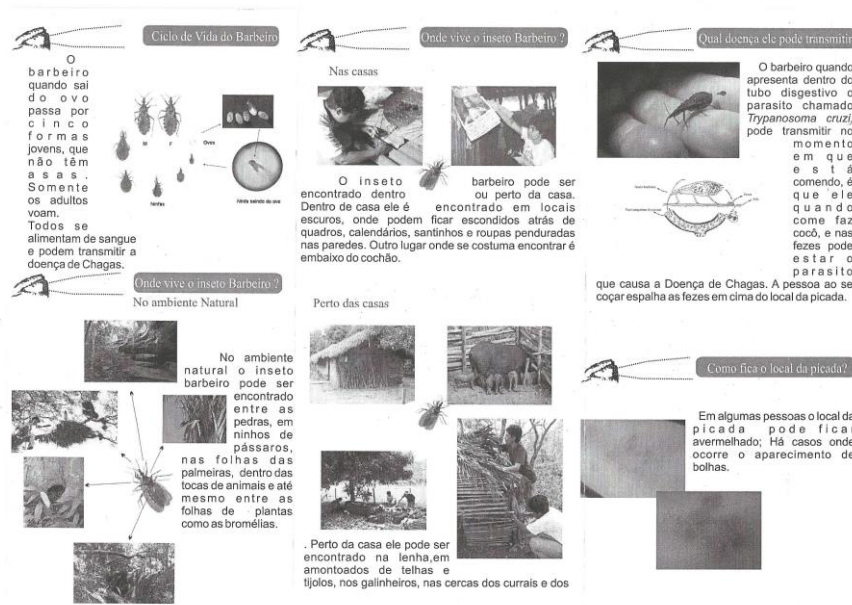 Ciclo de Vida do Barbeiro
O
barbeiro
quando sai
do ovo
passa por
cinco
formas
jovens, que
não têm
asas.
Somente
os adultos
voam.
Todos se
alimentam de sangue
e podem transmitir a
doença de Chagas.
M
F
Ovos
Ninfas
Ninfa saindo do ovo
Onde vive o inseto Barbeiro ?
No ambiente Natural
No ambiente
natural o inseto
barbeiro pode ser
encontrado
entre as
pedras, em
ninhos de
pássaros,
nas folhas das
palmeiras, dentro das
tocas de animais e até
mesmo entre as
folhas de plantas
como as bromélias.
Onde vive o inseto Barbeiro ?
Nas casas
O inseto barbeiro pode ser
encontrado dentro ou perto da casa.
Dentro de casa ele é encontrado em locais
escuros, onde podem ficar escondidos atrás de
quadros, calendários, santinhos e roupas penduradas
nas paredes. Outro lugar onde se costuma encontrar é
embaixo do cochão.
Perto das casas
. Perto da casa ele pode ser
encontrado na lenha,em
amontoados de telhas e
tijolos, nos galinheiros, nas cercas dos currais e dos
Qual doença ele pode transmitir
O barbeiro quando
apresenta dentro do
tubo disgestivo o
parasito chamado
Trypanosoma cruzi,
pode transmitir no
momento
em que
está
comendo, é
que ele
quando
come faz
cocô, e nas
fezes pode
estar o
parasito
que causa a Doença de Chagas. A pessoa ao se
coçar espalha as fezes em cima do local da picada.
Como fica o local da picada?
Em algumas pessoas o local da
picada pode ficar
avermelhado; Há casos onde
ocorre o aparecimento de
bolhas.